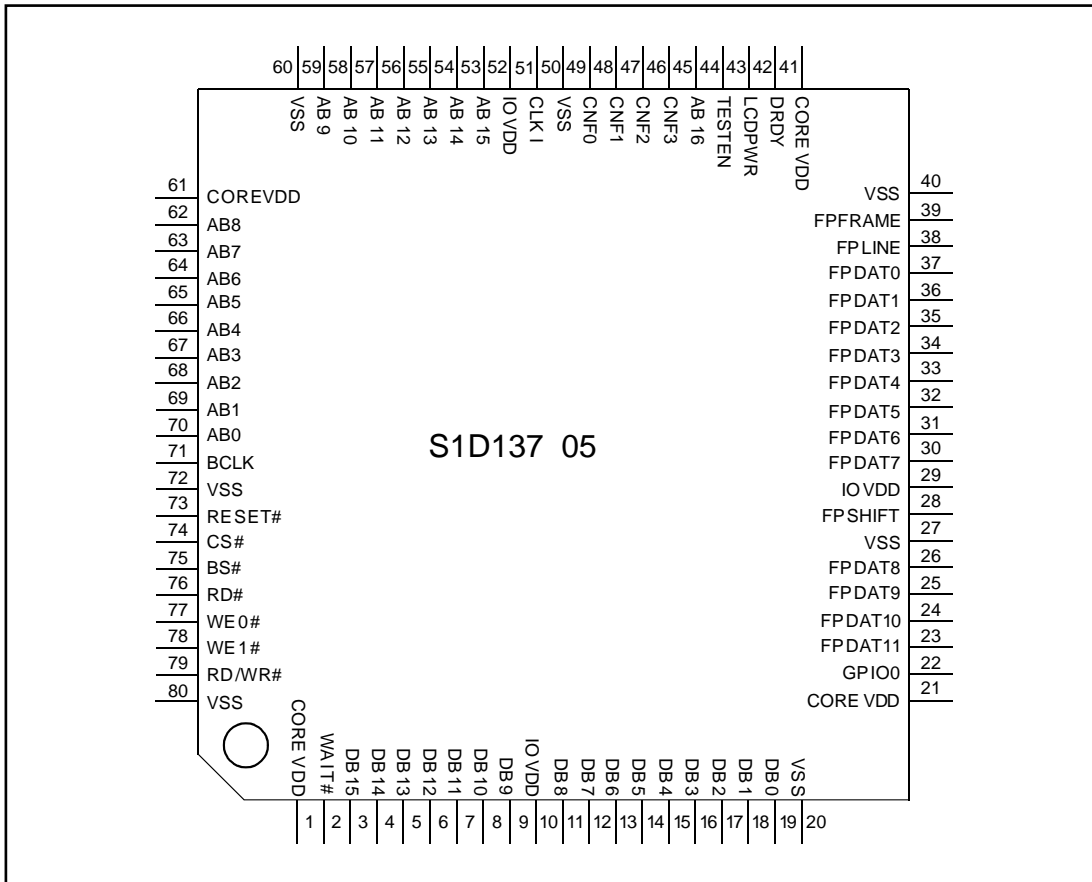 60 59 58 57 56 55 54 53 52 51 50 49 48 47 46 45 44 43 42 41
VSS
AB 9
AB 10
AB 11
AB 12
AB 13
AB 14
AB 15
IO VDD
CLK I
VSS
CNF0
CNF1
CNF2
CNF3
AB 16
TESTEN
LCDPWR
DRDY
CORE VDD
61 COREVDD
62 AB8
63 AB7
64 AB6
65 AB5
66 AB4
67 AB3
68 AB2
69 AB1
70 AB0
71 BCLK
72 VSS
73 RESET#
74 CS#
75 BS#
76 RD#
77 WE0#
78 WE1#
79 RD/WR#
80 VSS
S1D137 05
VSS 40
FPFRAME 39
FPLINE 38
FPDAT0 37
FPDAT1 36
FPDAT2 35
FPDAT3 34
FPDAT4 33
FPDAT5 32
FPDAT6 31
FPDAT7 30
IO VDD 29
FPSHIFT 28
VSS 27
FPDAT8 26
FPDAT9 25
FPDAT10 24
FPDAT11 23
GPIO0 22
CORE VDD 21
CORE VDD
WAIT#
DB15
DB14
DB13
DB12
DB11
DB10
DB9
IO VDD
DB8
DB7
DB6
DB5
DB4
DB3
DB2
DB1
DB0
VSS
1 2 3 4 5 6 7 8 9 10 11 12 13 14 15 16 17 18 19 20